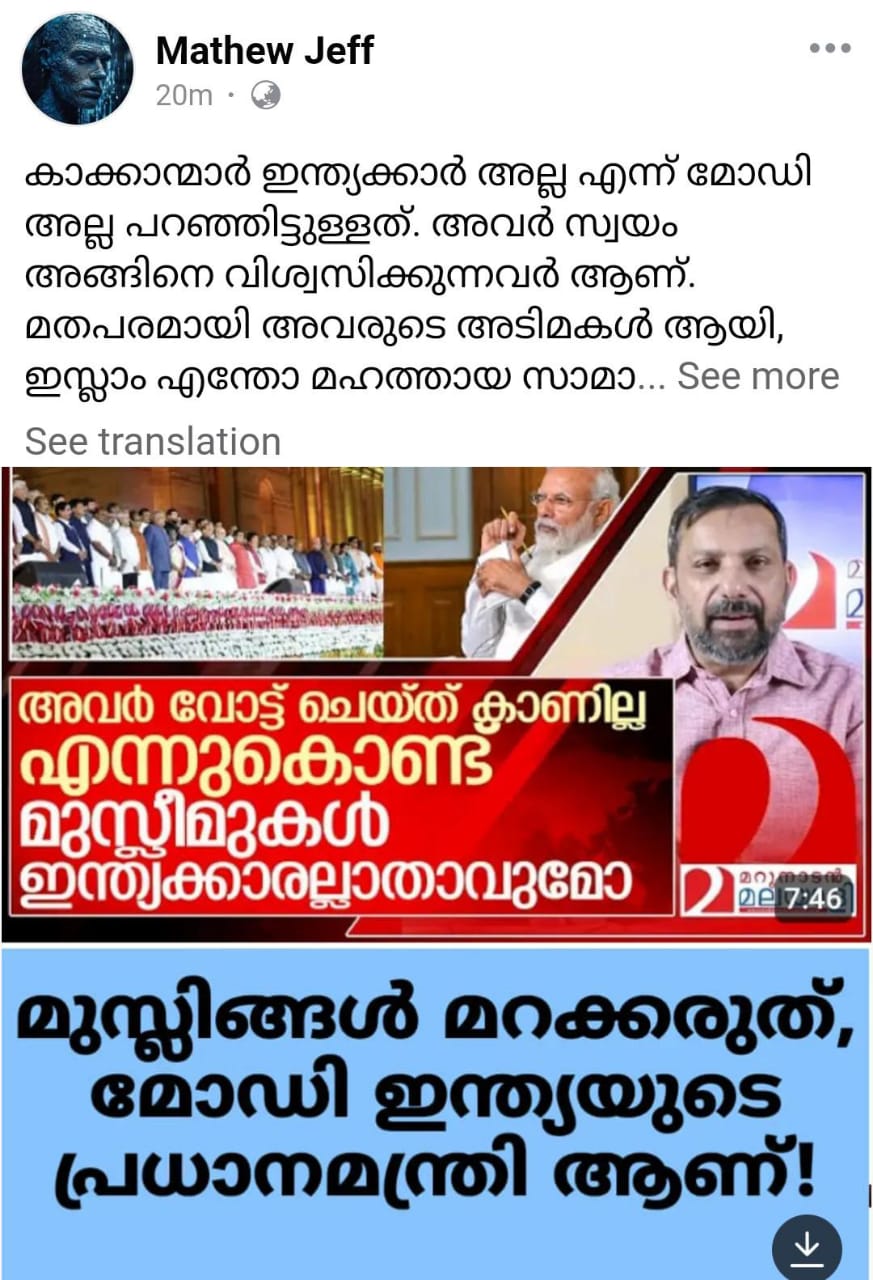 Mathew Jeff
20m ·
കാക്കാന്മാർ ഇന്ത്യക്കാർ അല്ല എന്ന് മോഡി
അല്ല പറഞ്ഞിട്ടുള്ളത്. അവർ സ്വയം
അങ്ങിനെ വിശ്വസിക്കുന്നവർ ആണ്.
മതപരമായി അവരുടെ അടിമകൾ ആയി,
ഇസ്ലാം എന്തോ മഹത്തായ സാമാ... See more
See translation
അവർ വോട്ട് ചെയ്ത് കാണില്ല
എന്നുകൊണ്ട്
മുസ്ലീമുകൾ
ഇന്ത്യക്കാരല്ലാതാവുമോ
മറുനാടൻ
7:46
മുസ്ലിങ്ങൾ മറക്കരുത്,
മോഡി ഇന്ത്യയുടെ
പ്രധാനമന്ത്രി ആണ്!